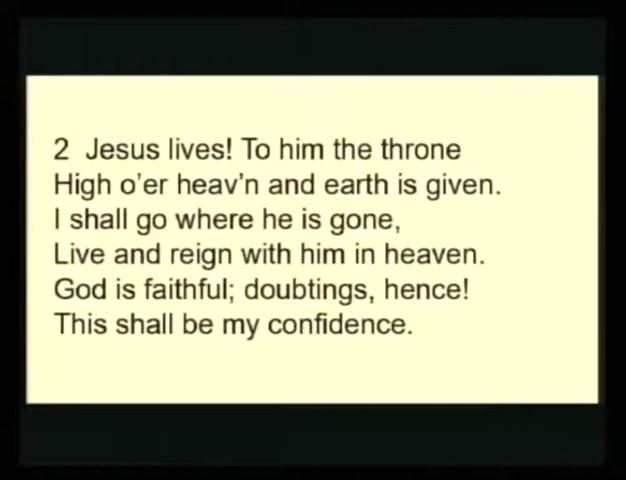 2 Jesus lives! To him the throne
High o'er heav'n and earth is given.
I shall go where he is gone,
Live and reign with him in heaven.
God is faithful; doubtings, hence!
This shall be my confidence.